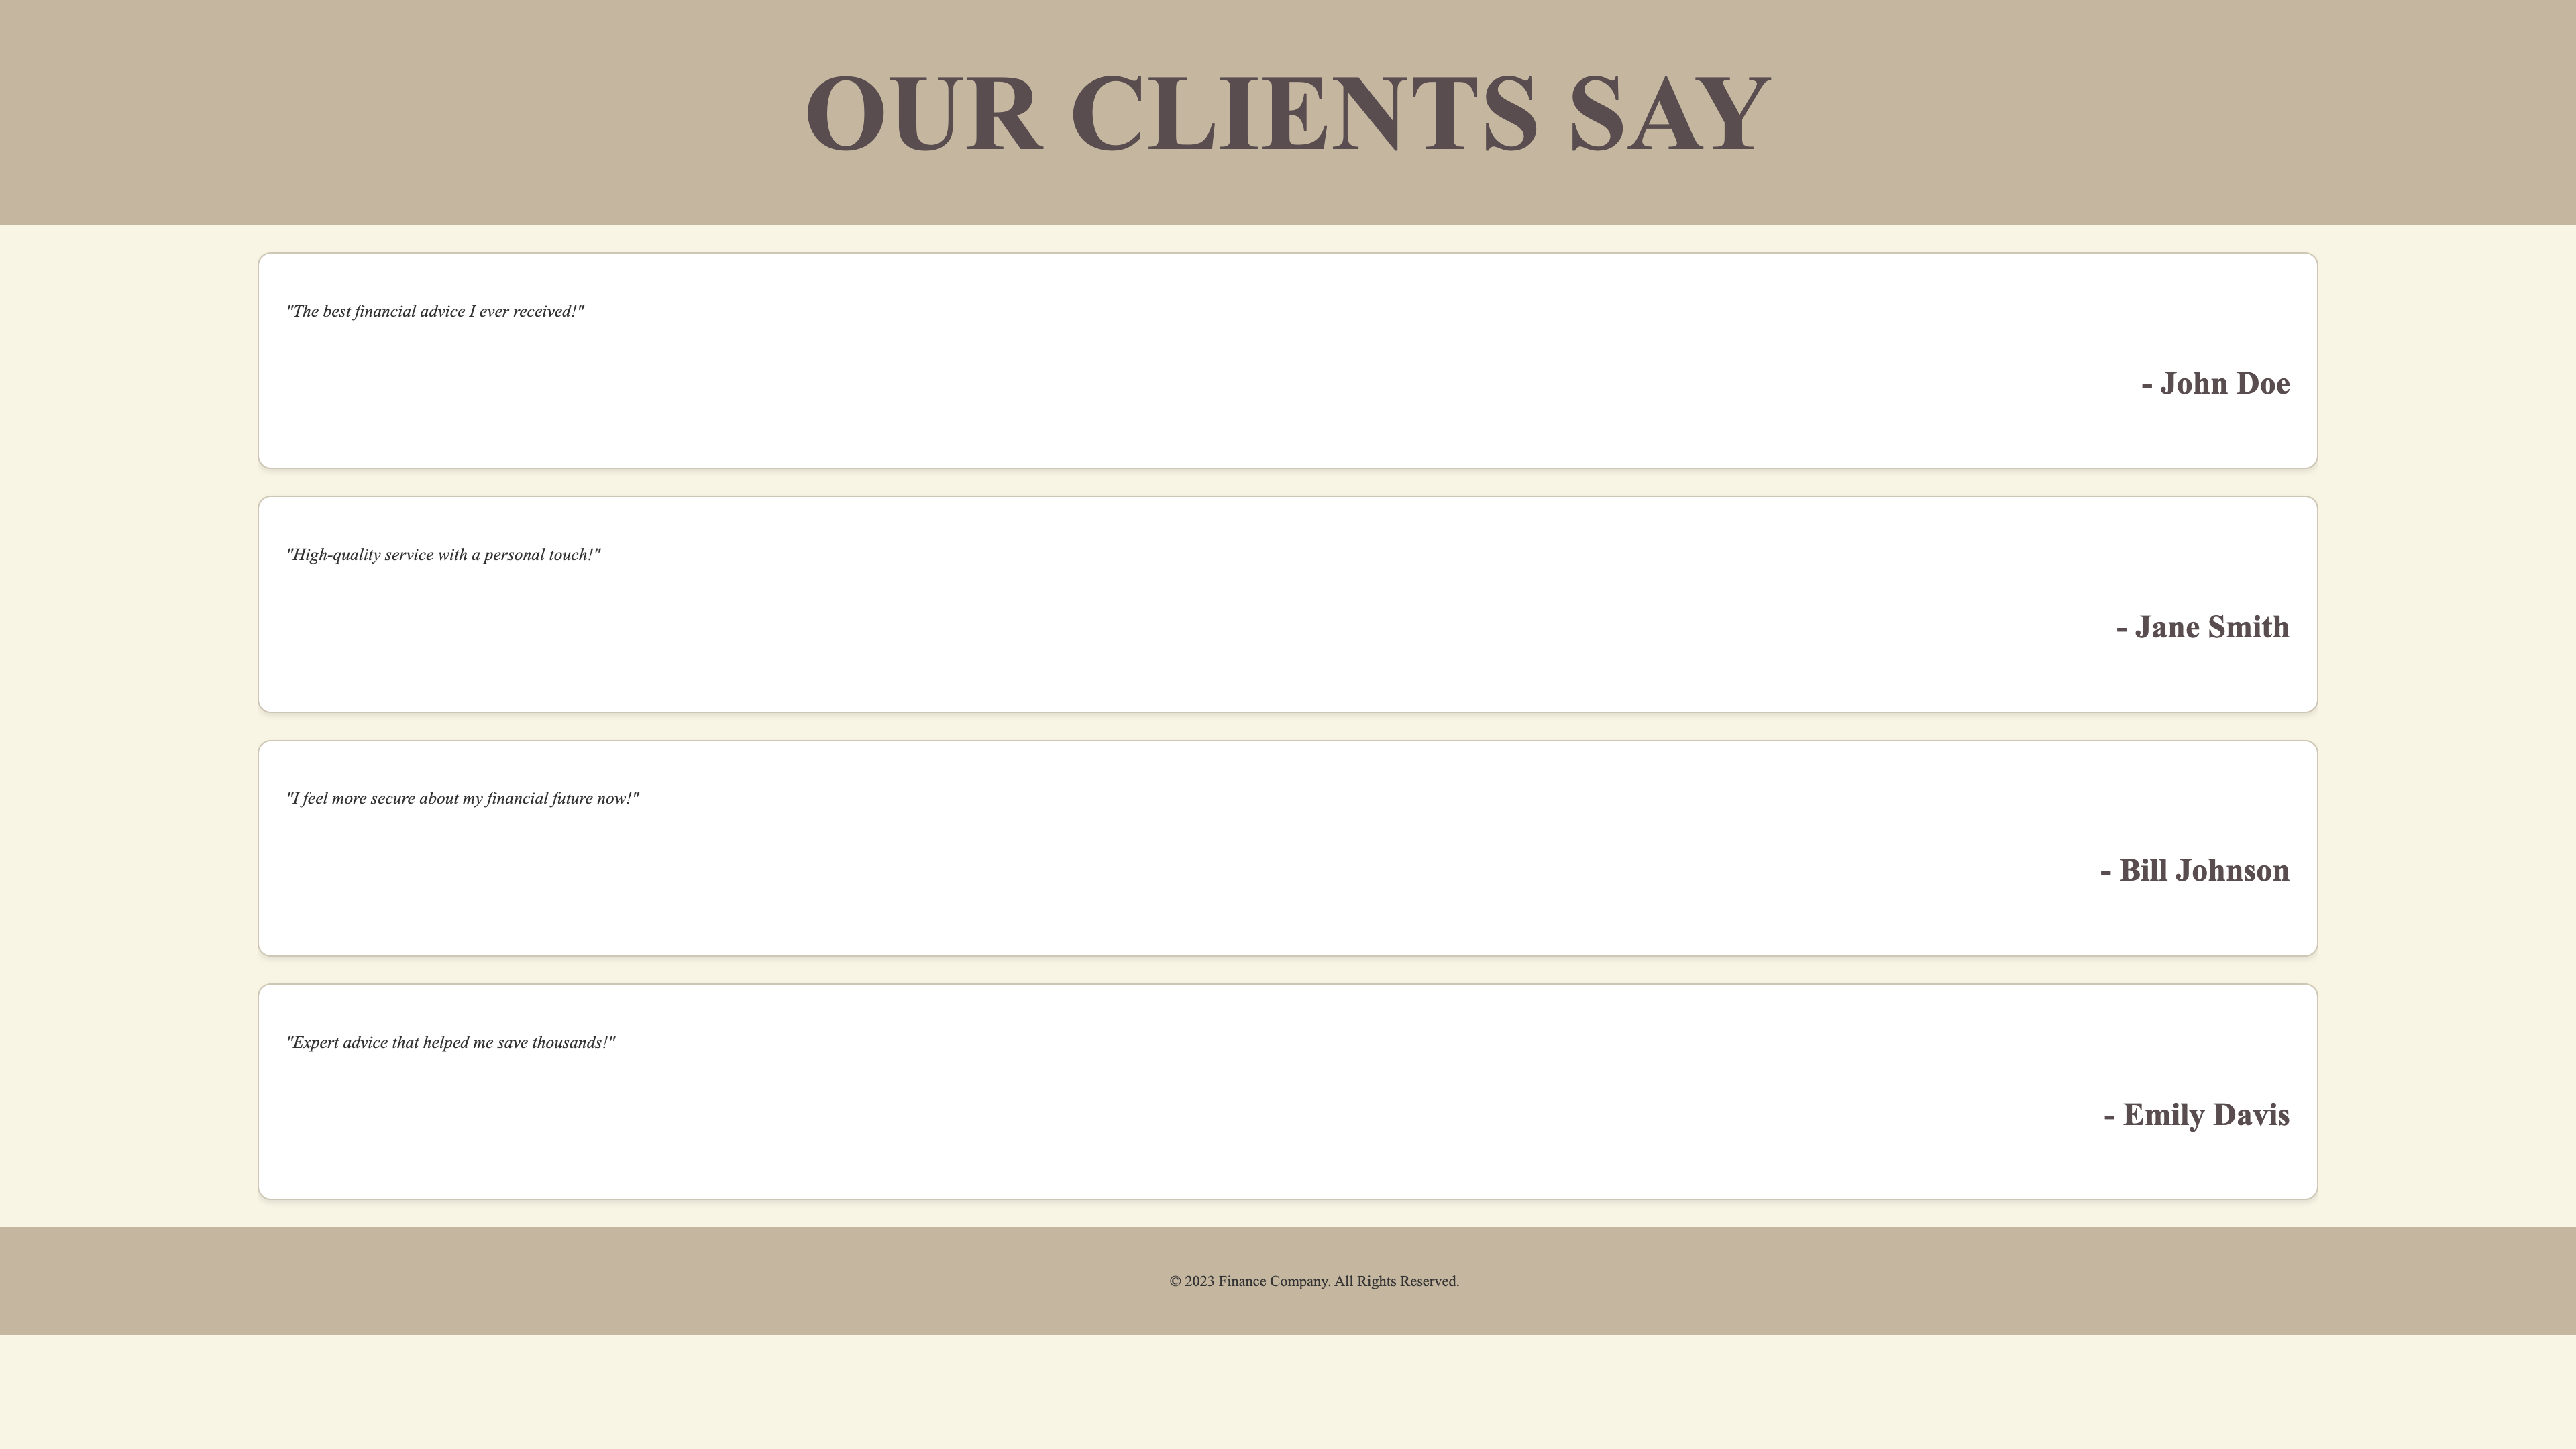 OUR CLIENTS SAY
"The best financial advice I ever received!"
- John Doe
"High-quality service with a personal touch!"
- Jane Smith
"I feel more secure about my financial future now!"
- Bill Johnson
"Expert advice that helped me save thousands!"
- Emily Davis
© 2023 Finance Company. All Rights Reserved.